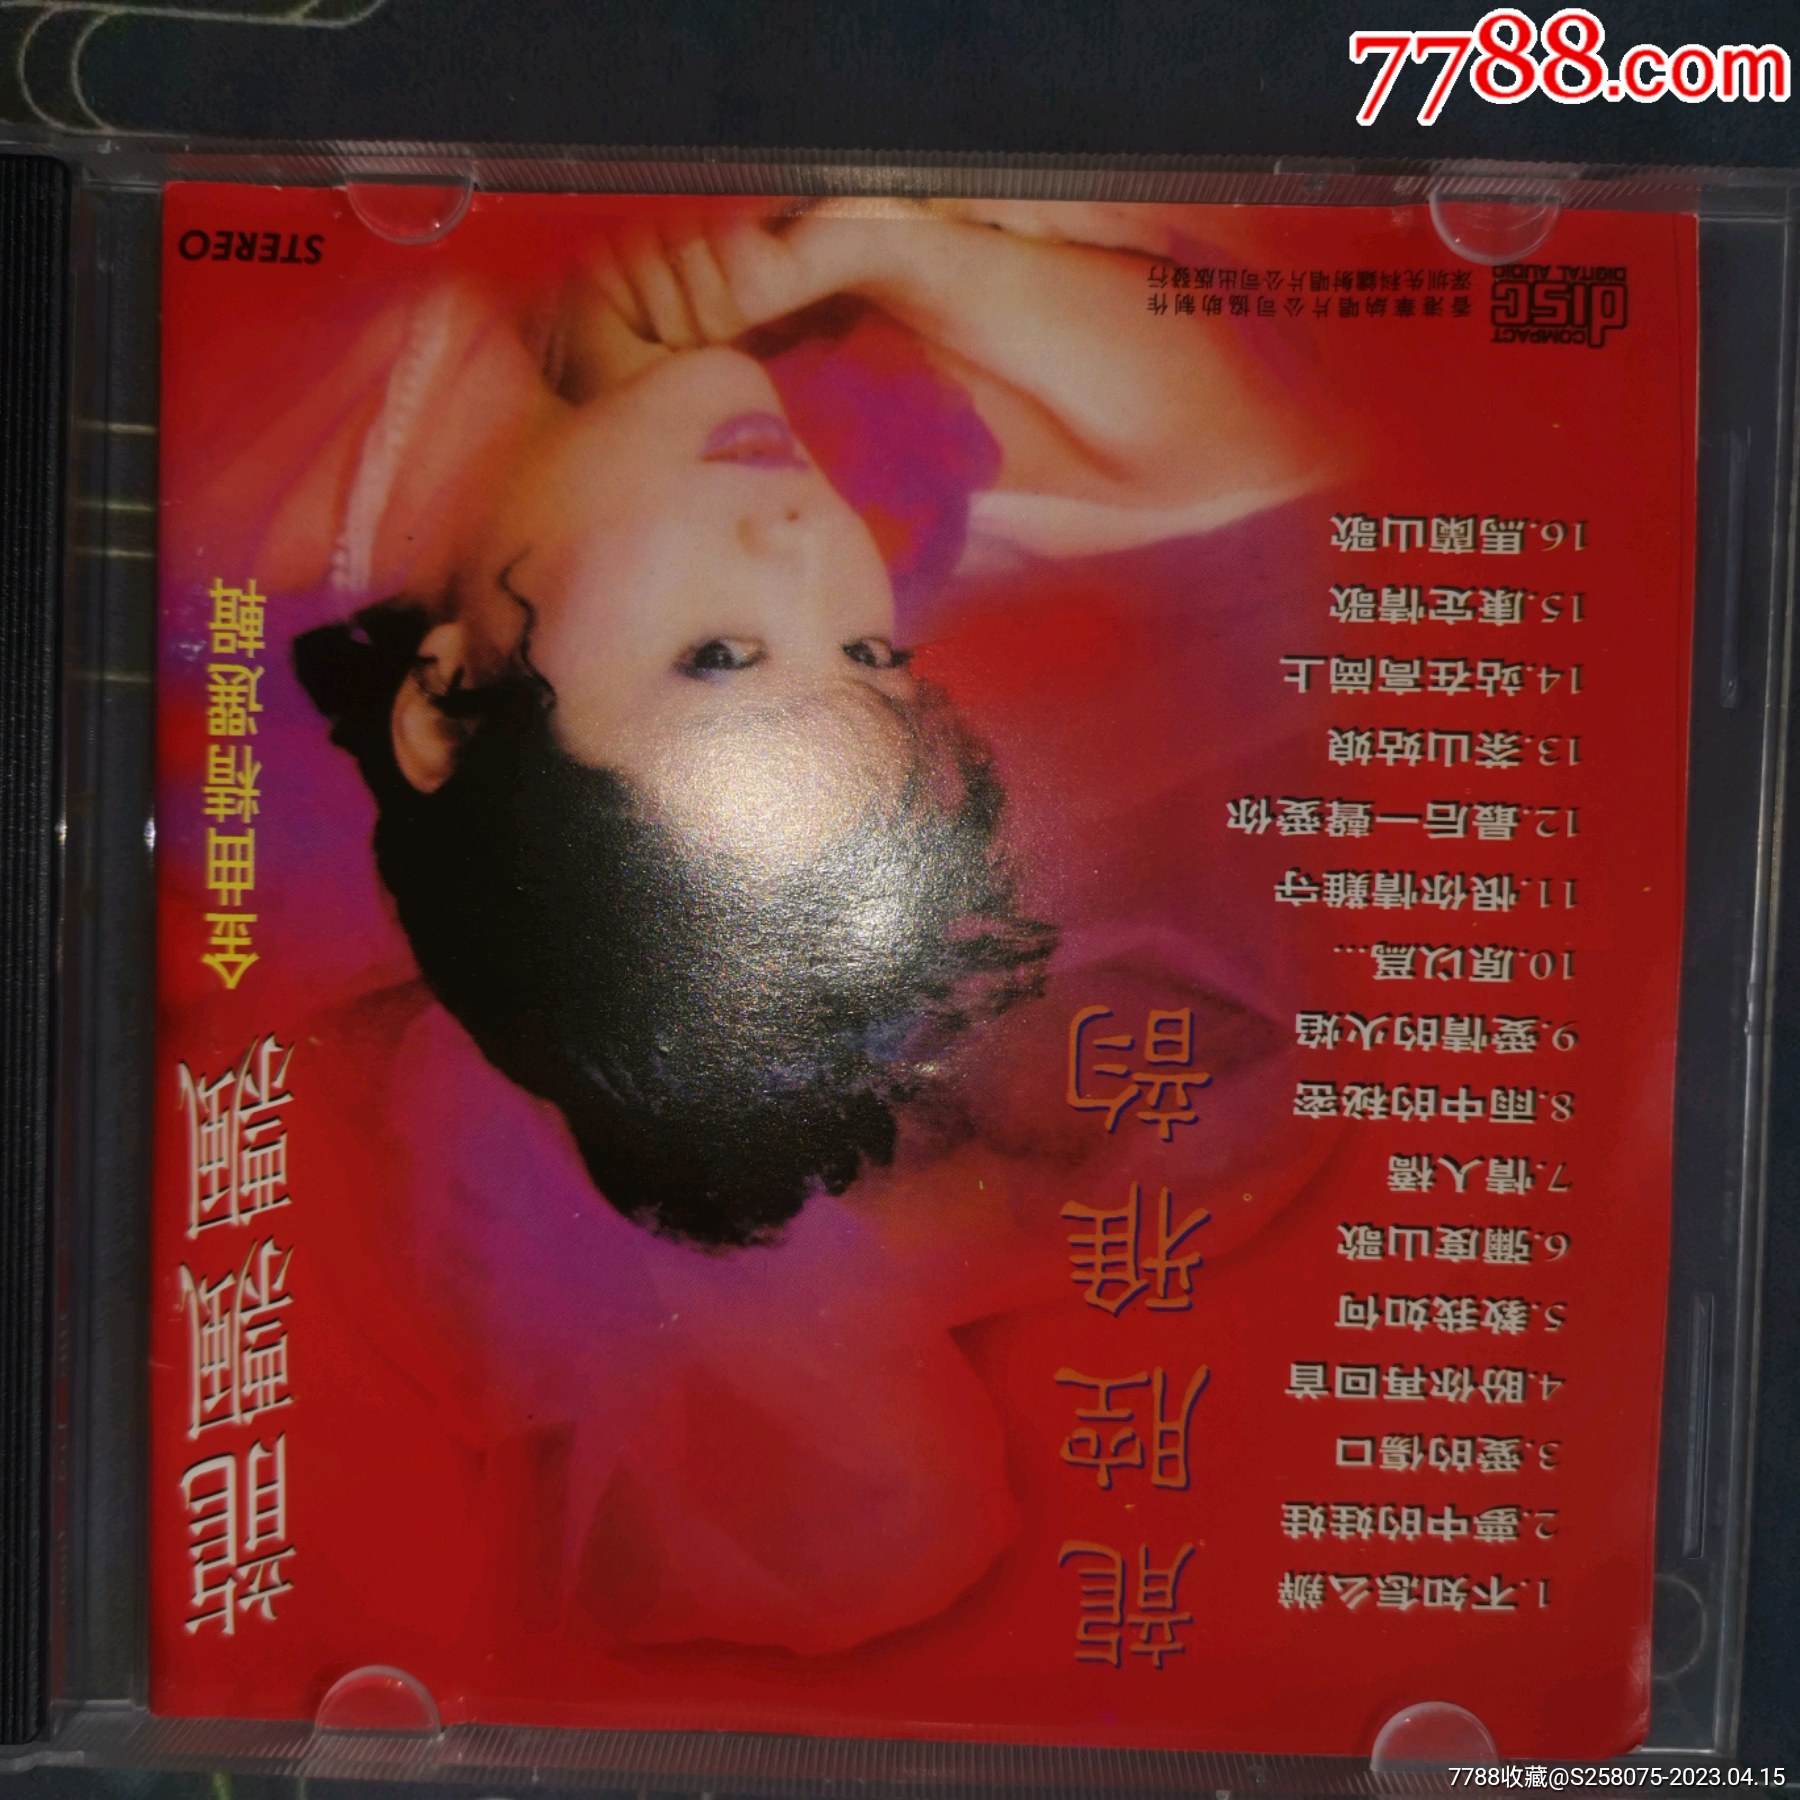 7788.com
龍飄飄
金曲精選輯
STEREO
龍腔雅韵
1.不知怎么辦
2.夢中的娃娃
3.愛的傷口
4.盼你再回首
5.教我如何
6.彌度山歌
7.情人橋
8.雨中的秘密
9.愛情的火焰
10.原以爲...
11.恨你情難守
12.最后一聲愛你
13.茶山姑娘
14.站在高崗上
15.康定情歌
16.馬蘭山歌
COMPACT
disc
DIGITAL AUDIO
香港華納唱片公司協助制作
深圳先科鐳射唱片公司出版發行
7788收藏@S258075-2023.04.15